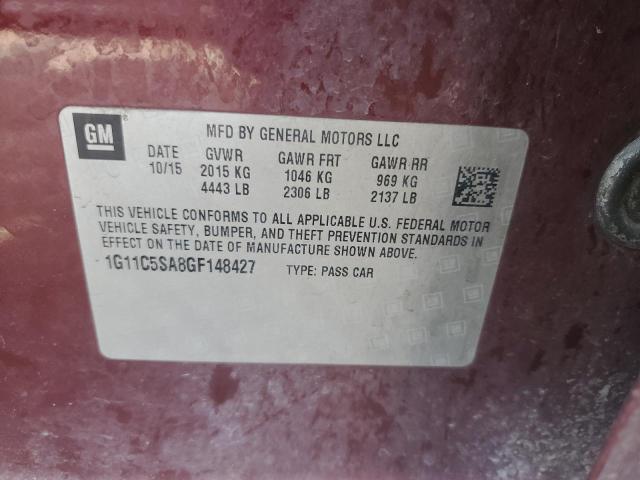 GM
MFD BY GENERAL MOTORS LLC
DATE GVWR GAWR FRT GAWR RR
10/15 2015 KG 1046 KG 969 KG
4443 LB 2306 LB 2137 LB
THIS VEHICLE CONFORMS TO ALL APPLICABLE U.S. FEDERAL MOTOR
VEHICLE SAFETY, BUMPER, AND THEFT PREVENTION STANDARDS IN
EFFECT ON THE DATE OF MANUFACTURE SHOWN ABOVE.
1G11C5SA8GF148427 TYPE: PASS CAR